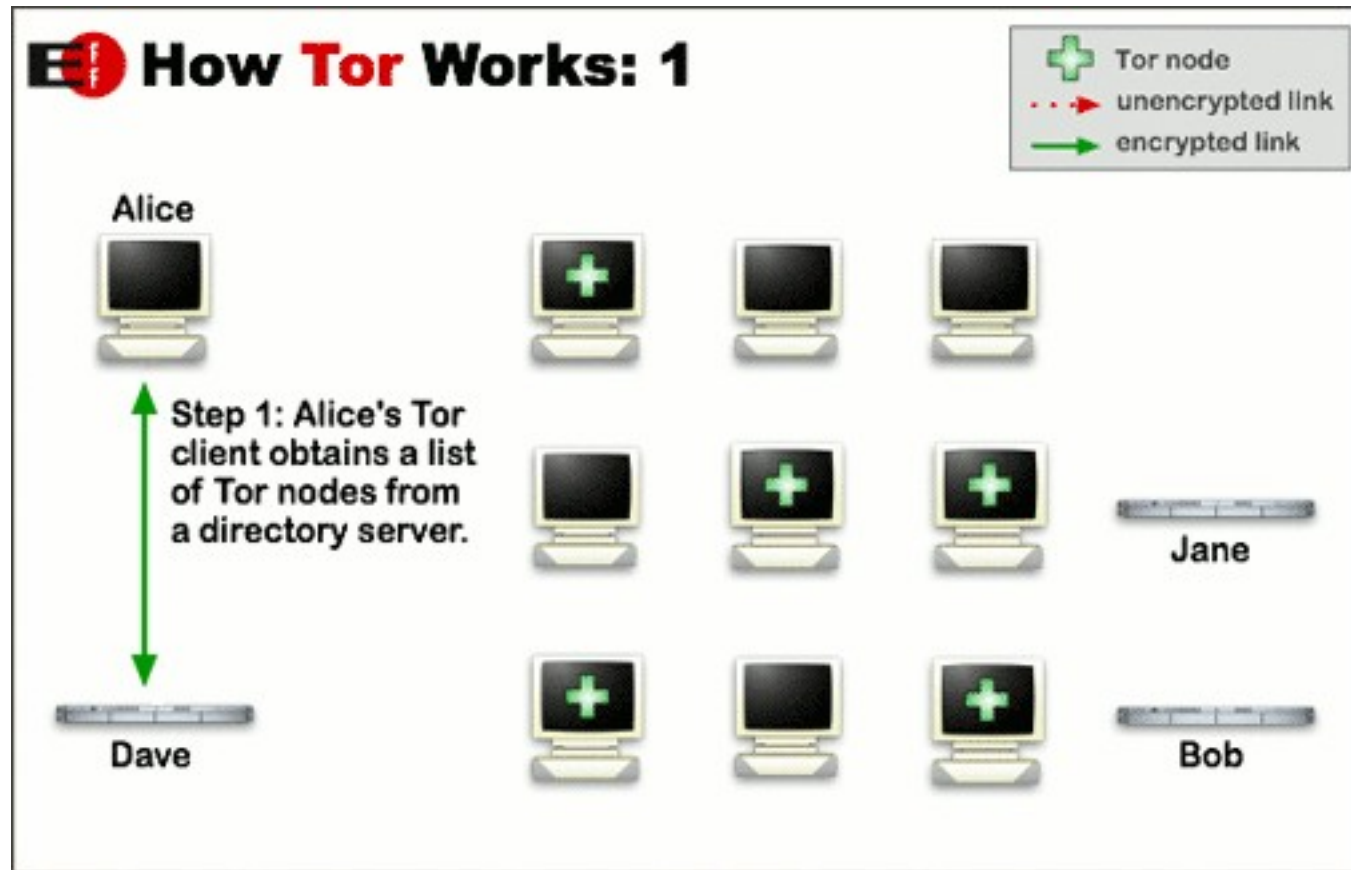 EFF How Tor Works: 1
Tor node
unencrypted link
encrypted link
Alice
Step 1: Alice's Tor
client obtains a list
of Tor nodes from
a directory server.
Jane
Dave
Bob